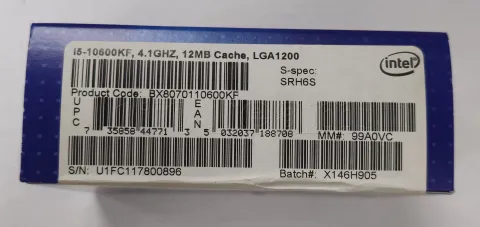 i5-10600KF, 4.1GHZ, 12MB Cache, LGA1200
S-spec:
SRH6S
intel
Product Code: BX8070110600KF
UPC
7 35858 44771 3
EAN
5 032037 188708
MM#: 99A0VC
S/N: U1FC117800896
Batch#: X146H905